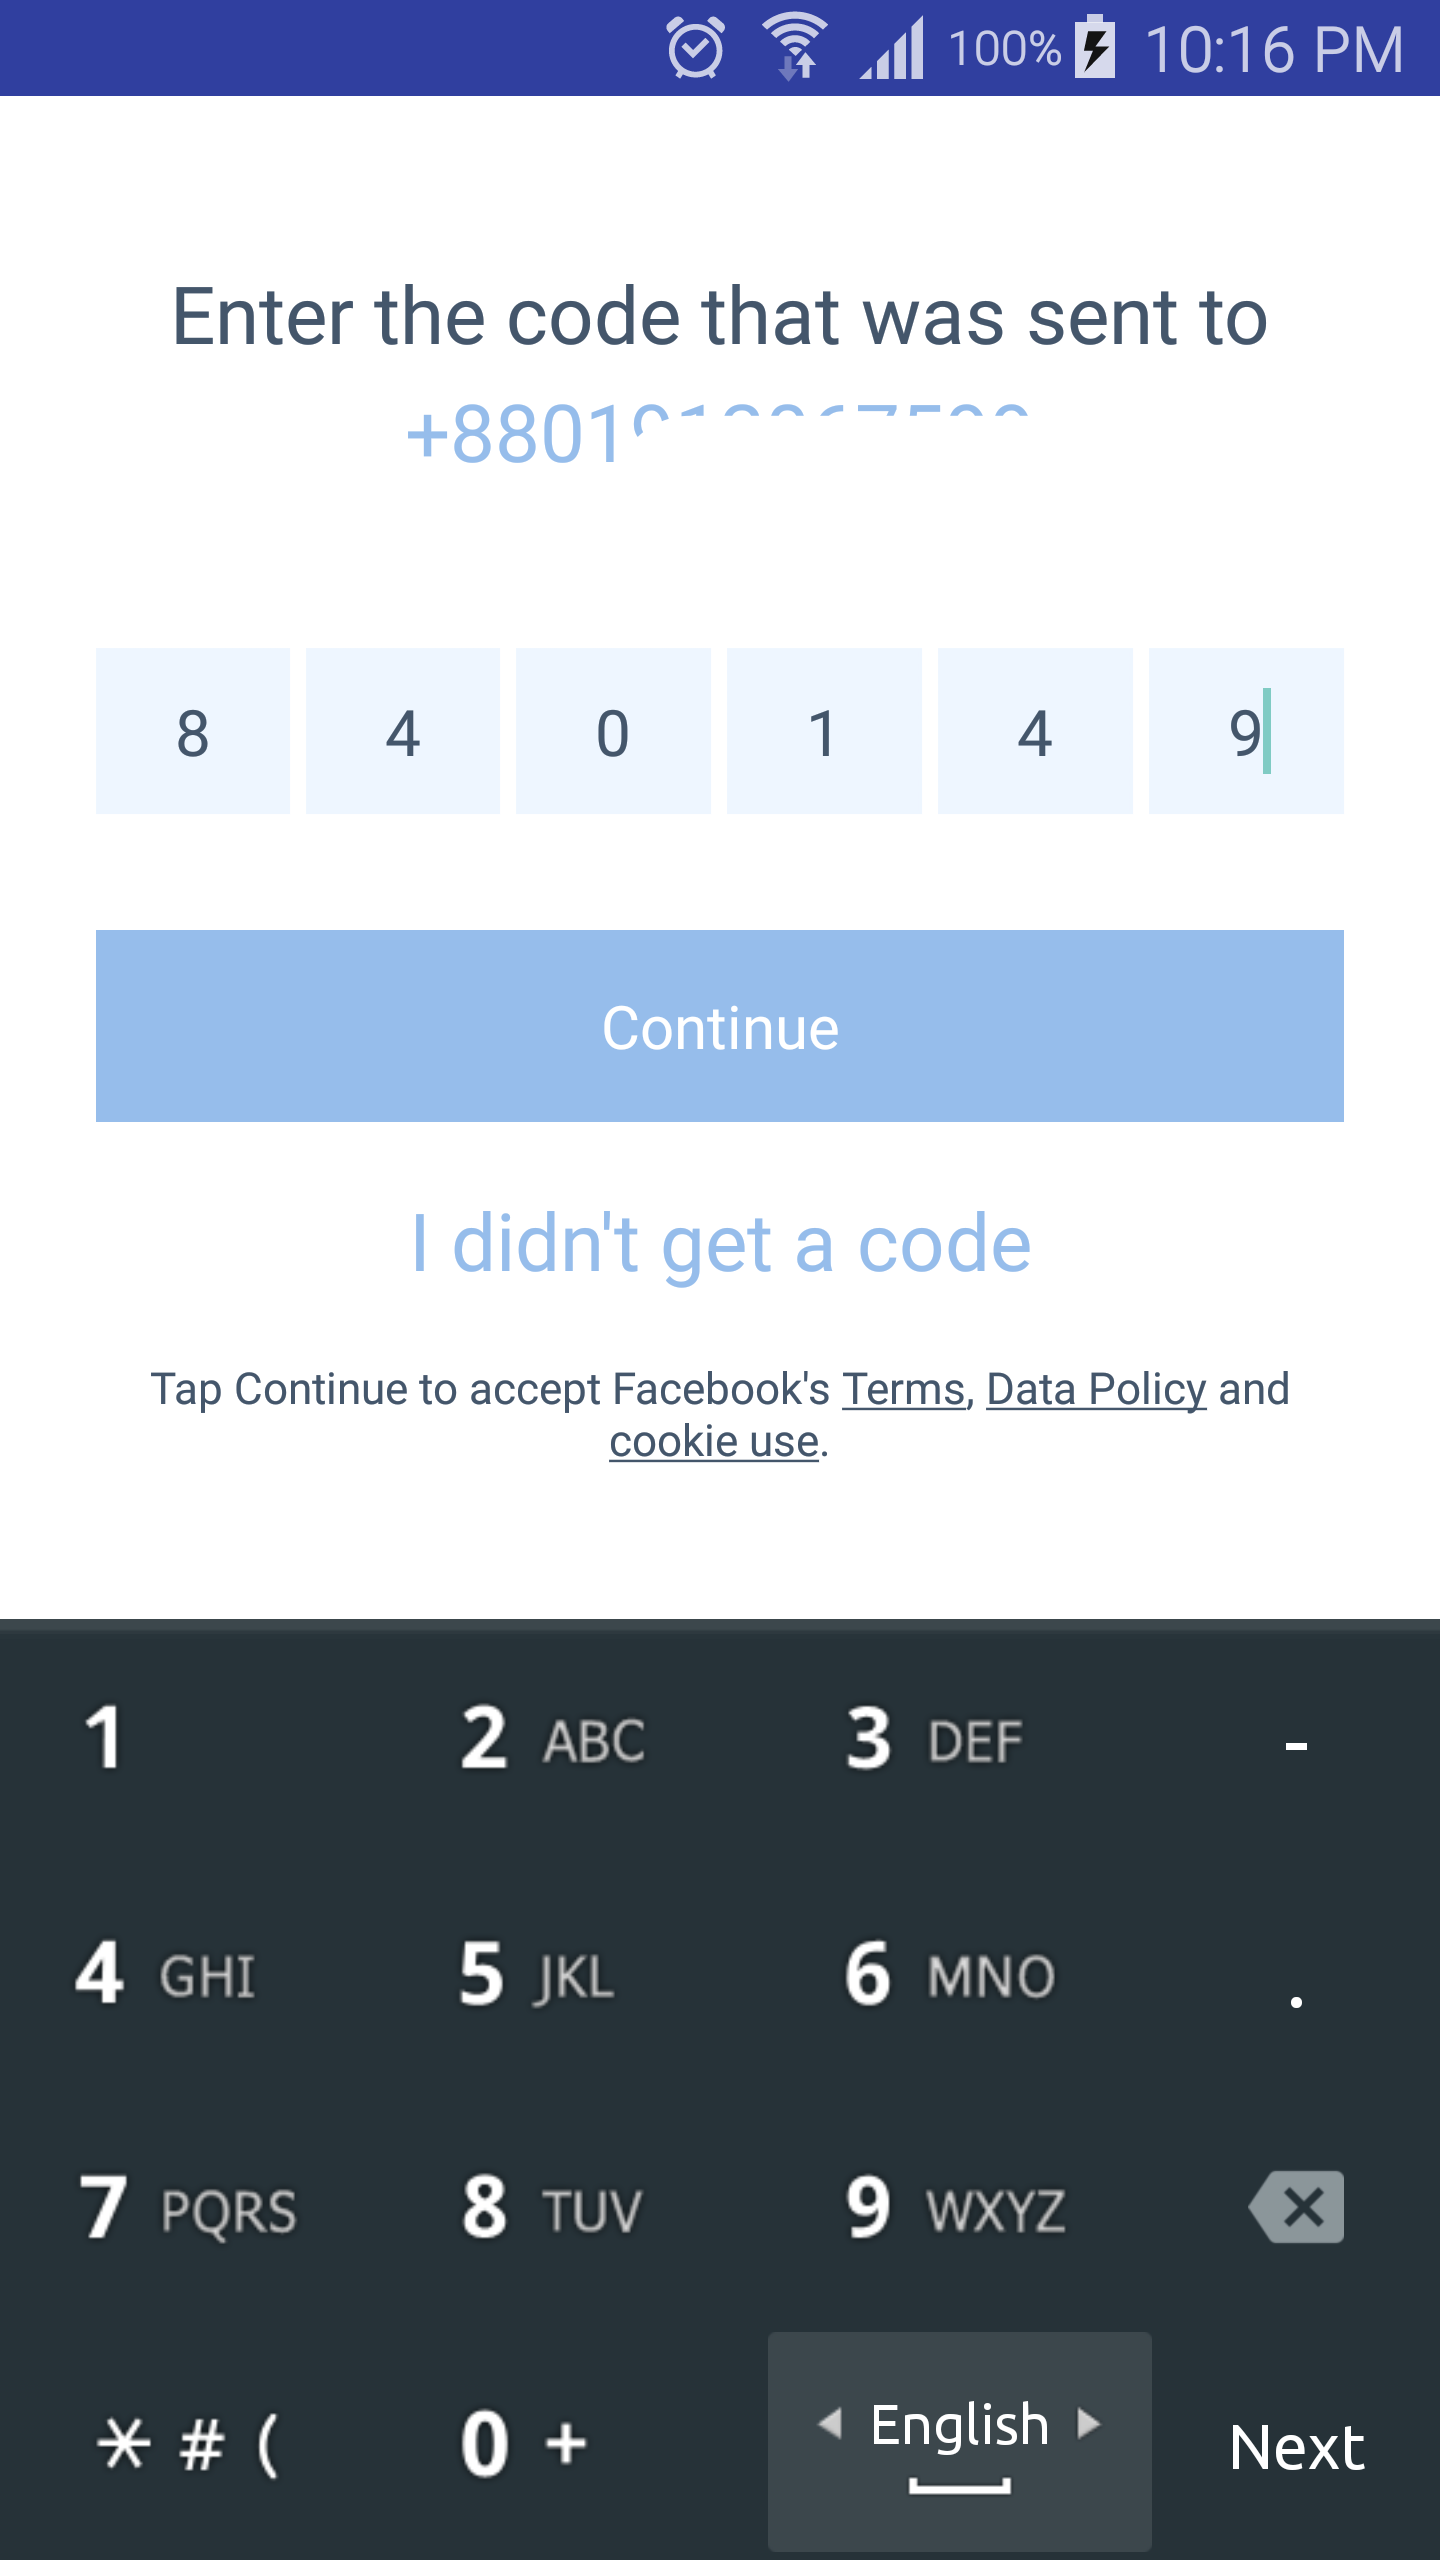 100% 10:16 PM
Enter the code that was sent to
+8801
8 4 0 1 4 9
Continue
I didn't get a code
Tap Continue to accept Facebook's Terms, Data Policy and
cookie use.
1 2 ABC 3 DEF -
4 GHI 5 JKL 6 MNO .
7 PQRS 8 TUV 9 WXYZ
* # ( 0 + English Next